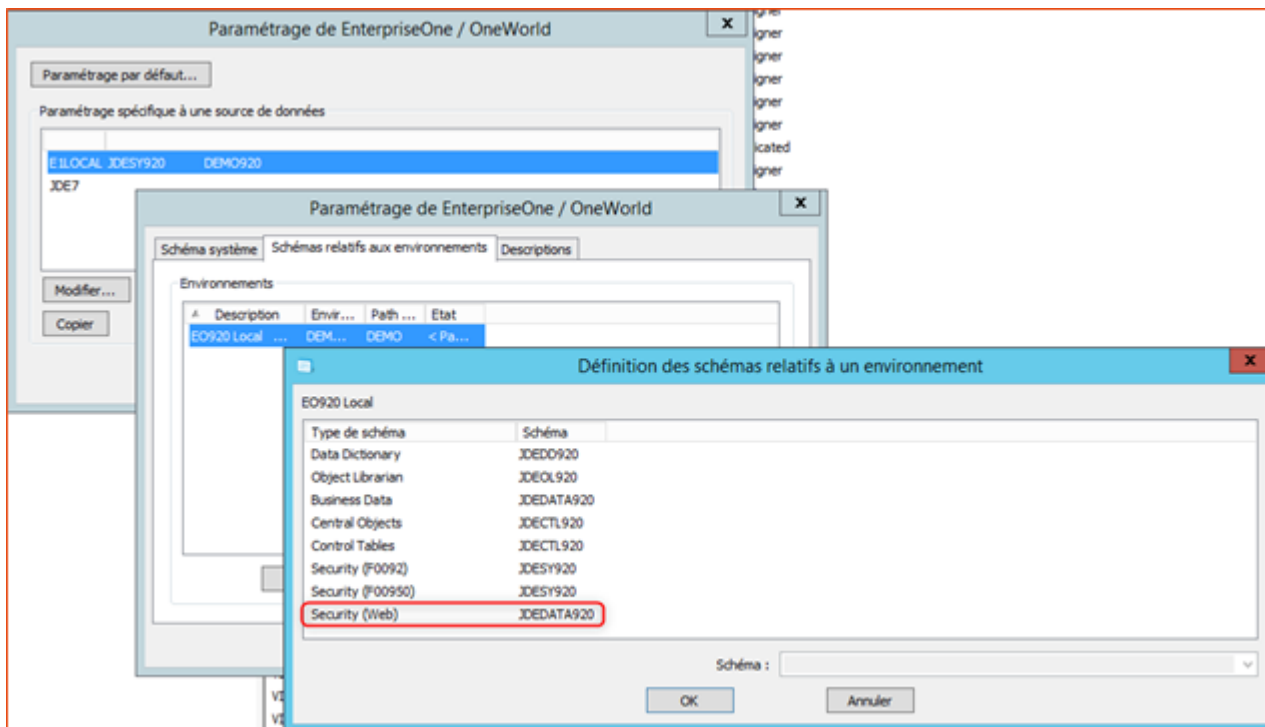 Paramétrage de EnterpriseOne / OneWorld
x
igner
igner
Paramétrage par défaut...
igner
igner
Paramétrage spécifique à une source de données
igner
igner
icated
E1LOCAL JDESY920 DEMO920
igner
JDE7
Paramétrage de EnterpriseOne / OneWorld
x
Schéma système
Schémas relatifs aux environnements
Descriptions
Modifier...
Environnements
Copier
Description Envir... Path ... Etat
EO920 Local ... DEM... DEMO < Pa...
Définition des schémas relatifs à un environnement
x
EO920 Local
Type de schéma Schéma
Data Dictionary JDEDD920
Object Librarian JDEOL920
Business Data JDEDATA920
Central Objects JDECTL920
Control Tables JDECTL920
Security (F0092) JDESY920
Security (F00950) JDESY920
Security (Web) JDEDATA920
Schéma :
OK
Annuler
VI
VI